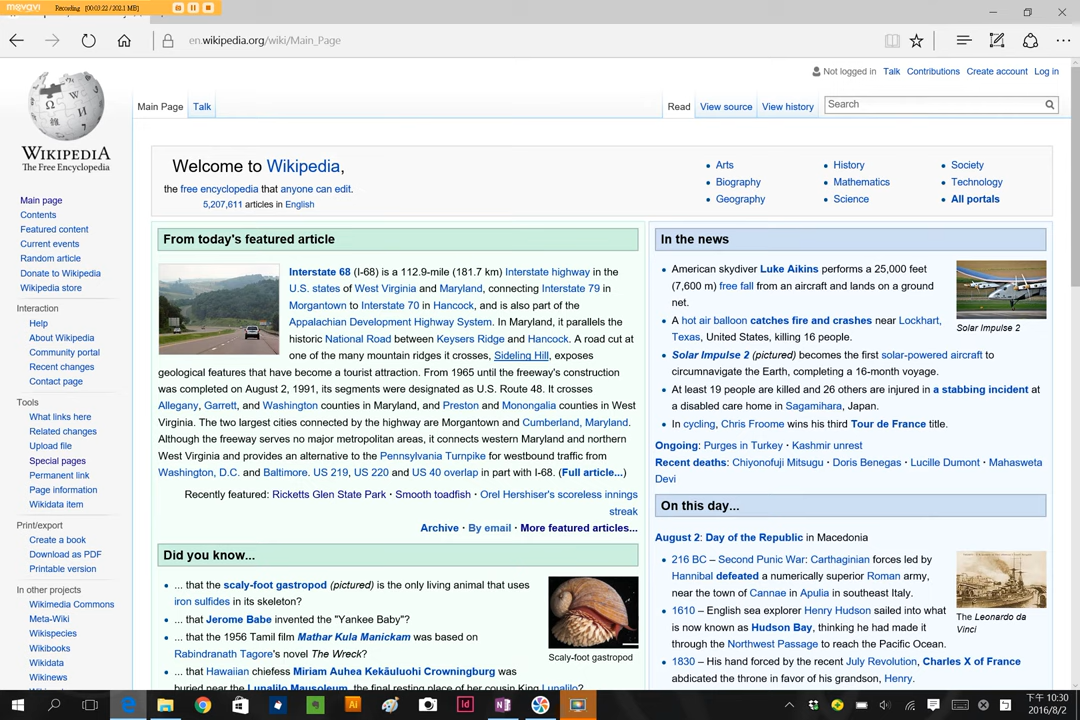 movavi Recording [00:03:22 / 202.1 MB]
en.wikipedia.org/wiki/Main_Page
Not logged in Talk Contributions Create account Log in
Main Page Talk Read View source View history Search
WIKIPEDIA
The Free Encyclopedia
Main page
Contents
Featured content
Current events
Random article
Donate to Wikipedia
Wikipedia store
Interaction
Help
About Wikipedia
Community portal
Recent changes
Contact page
Tools
What links here
Related changes
Upload file
Special pages
Permanent link
Page information
Wikidata item
Print/export
Create a book
Download as PDF
Printable version
In other projects
Wikimedia Commons
Meta-Wiki
Wikispecies
Wikibooks
Wikidata
Wikinews
Welcome to Wikipedia,
the free encyclopedia that anyone can edit.
5,207,611 articles in English
• Arts
• Biography
• Geography
• History
• Mathematics
• Science
• Society
• Technology
• All portals
From today's featured article
Interstate 68 (I-68) is a 112.9-mile (181.7 km) Interstate highway in the
U.S. states of West Virginia and Maryland, connecting Interstate 79 in
Morgantown to Interstate 70 in Hancock, and is also part of the
Appalachian Development Highway System. In Maryland, it parallels the
historic National Road between Keysers Ridge and Hancock. A road cut at
one of the many mountain ridges it crosses, Sideling Hill, exposes
geological features that have become a tourist attraction. From 1965 until the freeway's construction
was completed on August 2, 1991, its segments were designated as U.S. Route 48. It crosses
Allegany, Garrett, and Washington counties in Maryland, and Preston and Monongalia counties in West
Virginia. The two largest cities connected by the highway are Morgantown and Cumberland, Maryland.
Although the freeway serves no major metropolitan areas, it connects western Maryland and northern
West Virginia and provides an alternative to the Pennsylvania Turnpike for westbound traffic from
Washington, D.C. and Baltimore. US 219, US 220 and US 40 overlap in part with I-68. (Full article...)
Recently featured: Ricketts Glen State Park · Smooth toadfish · Orel Hershiser's scoreless innings
streak
Archive · By email · More featured articles...
Did you know...
• ... that the scaly-foot gastropod (pictured) is the only living animal that uses
iron sulfides in its skeleton?
• ... that Jerome Babe invented the "Yankee Baby"?
• ... that the 1956 Tamil film Mathar Kula Manickam was based on
Rabindranath Tagore's novel The Wreck?
• ... that Hawaiian chiefess Miriam Auhea Kekāuluohi Crowningburg was
buried near the Lunalilo Mausoleum, the final resting place of her cousin King Lunalilo?
Scaly-foot gastropod
In the news
• American skydiver Luke Aikins performs a 25,000 feet
(7,600 m) free fall from an aircraft and lands on a ground
net.
• A hot air balloon catches fire and crashes near Lockhart,
Texas, United States, killing 16 people.
• Solar Impulse 2 (pictured) becomes the first solar-powered aircraft to
circumnavigate the Earth, completing a 16-month voyage.
• At least 19 people are killed and 26 others are injured in a stabbing incident at
a disabled care home in Sagamihara, Japan.
• In cycling, Chris Froome wins his third Tour de France title.
Solar Impulse 2
Ongoing: Purges in Turkey · Kashmir unrest
Recent deaths: Chiyonofuji Mitsugu · Doris Benegas · Lucille Dumont · Mahasweta
Devi
On this day...
August 2: Day of the Republic in Macedonia
• 216 BC – Second Punic War: Carthaginian forces led by
Hannibal defeated a numerically superior Roman army,
near the town of Cannae in Apulia in southeast Italy.
• 1610 – English sea explorer Henry Hudson sailed into what
is now known as Hudson Bay, thinking he had made it
through the Northwest Passage to reach the Pacific Ocean.
• 1830 – His hand forced by the recent July Revolution, Charles X of France
abdicated the throne in favor of his grandson, Henry.
The Leonardo da
Vinci
下午 10:30
2016/8/2